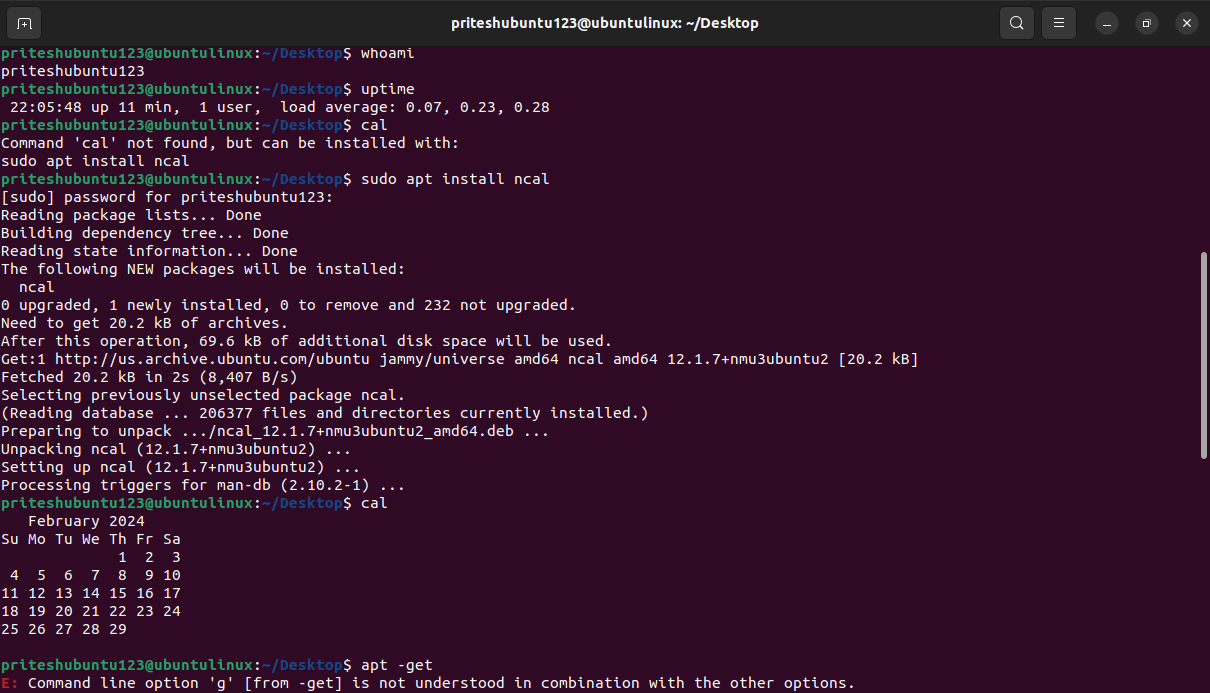 priteshubuntu123@ubuntulinux: ~/Desktop
priteshubuntu123@ubuntulinux:~/Desktop$ whoami
priteshubuntu123
priteshubuntu123@ubuntulinux:~/Desktop$ uptime
 22:05:48 up 11 min,  1 user,  load average: 0.07, 0.23, 0.28
priteshubuntu123@ubuntulinux:~/Desktop$ cal
Command 'cal' not found, but can be installed with:
sudo apt install ncal
priteshubuntu123@ubuntulinux:~/Desktop$ sudo apt install ncal
[sudo] password for priteshubuntu123:
Reading package lists... Done
Building dependency tree... Done
Reading state information... Done
The following NEW packages will be installed:
  ncal
0 upgraded, 1 newly installed, 0 to remove and 232 not upgraded.
Need to get 20.2 kB of archives.
After this operation, 69.6 kB of additional disk space will be used.
Get:1 http://us.archive.ubuntu.com/ubuntu jammy/universe amd64 ncal amd64 12.1.7+nmu3ubuntu2 [20.2 kB]
Fetched 20.2 kB in 2s (8,407 B/s)
Selecting previously unselected package ncal.
(Reading database ... 206377 files and directories currently installed.)
Preparing to unpack .../ncal_12.1.7+nmu3ubuntu2_amd64.deb ...
Unpacking ncal (12.1.7+nmu3ubuntu2) ...
Setting up ncal (12.1.7+nmu3ubuntu2) ...
Processing triggers for man-db (2.10.2-1) ...
priteshubuntu123@ubuntulinux:~/Desktop$ cal
   February 2024
Su Mo Tu We Th Fr Sa
             1  2  3
 4  5  6  7  8  9 10
11 12 13 14 15 16 17
18 19 20 21 22 23 24
25 26 27 28 29
priteshubuntu123@ubuntulinux:~/Desktop$ apt -get
E: Command line option 'g' [from -get] is not understood in combination with the other options.